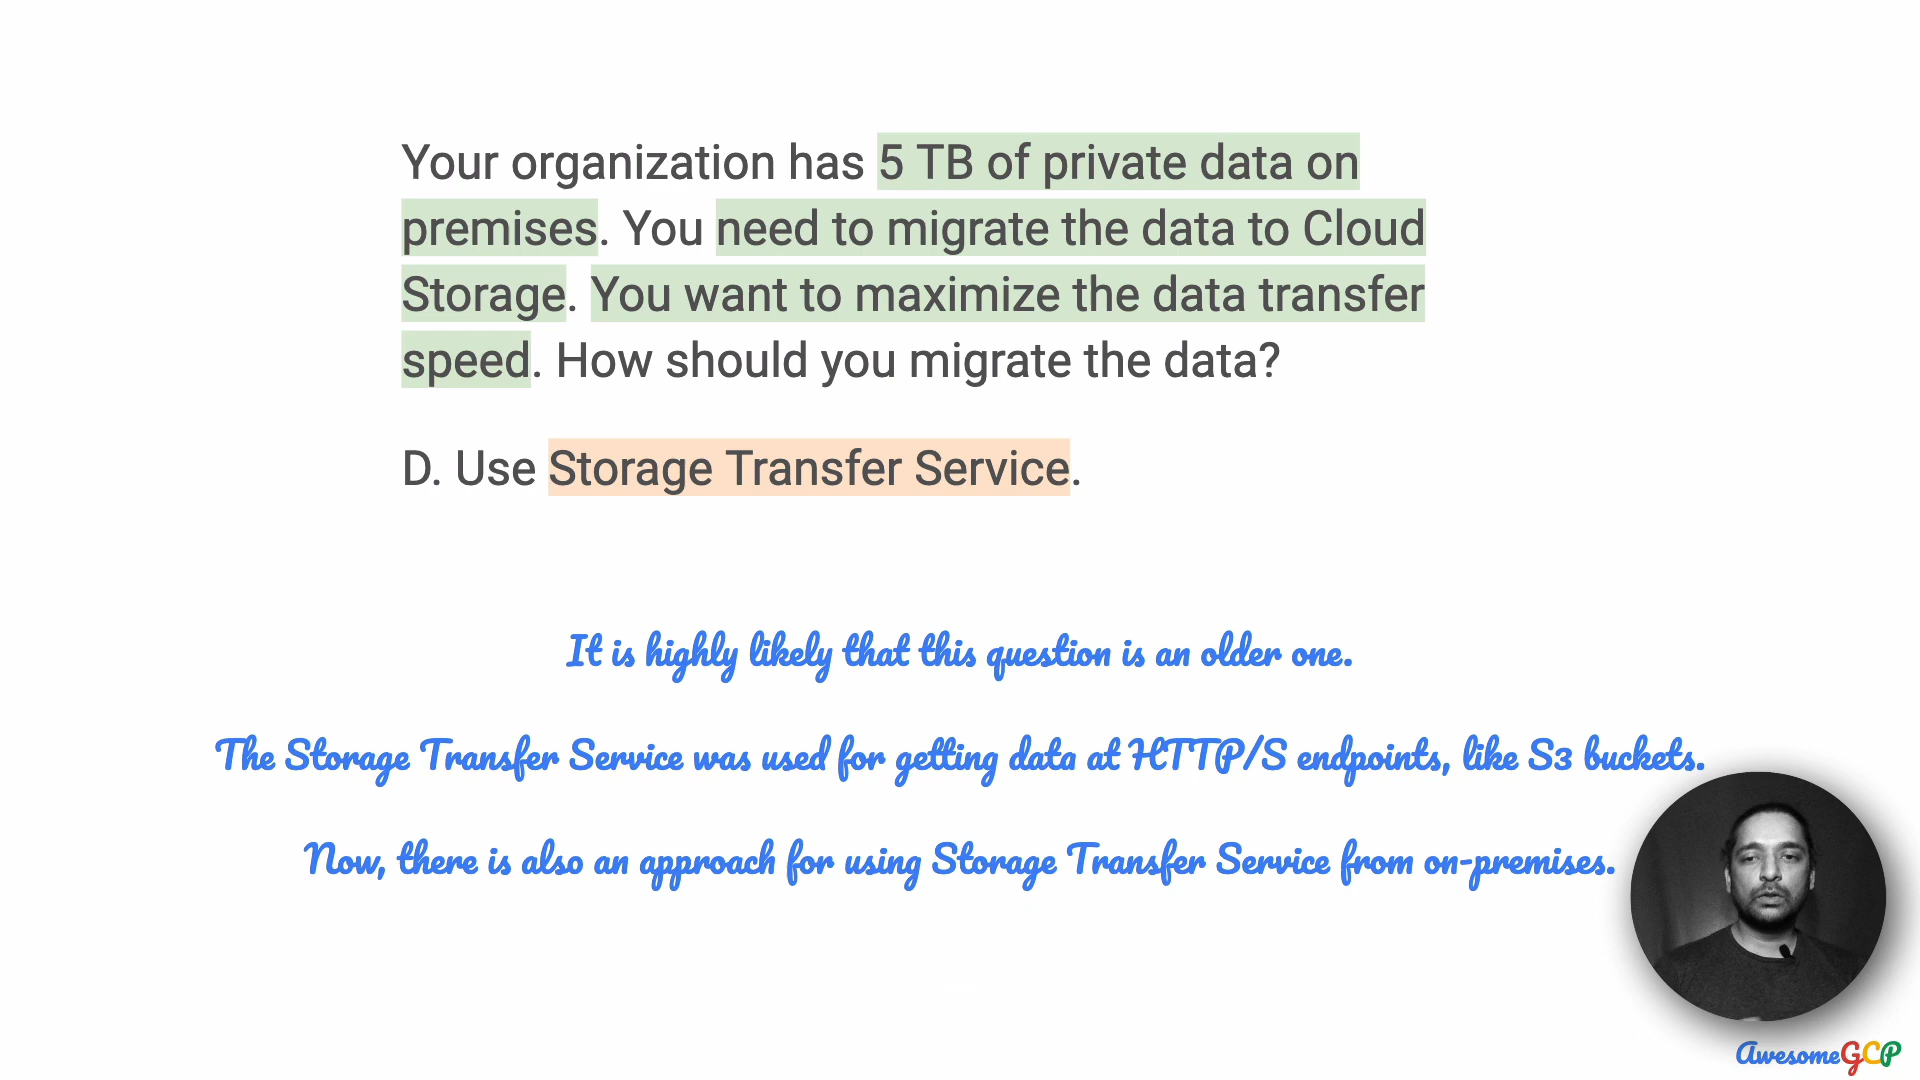 Your organization has 5 TB of private data on
premises. You need to migrate the data to Cloud
Storage. You want to maximize the data transfer
speed. How should you migrate the data?
D. Use Storage Transfer Service.
It is highly likely that this question is an older one.
The Storage Transfer Service was used for getting data at HTTP/S endpoints, like S3 buckets.
Now, there is also an approach for using Storage Transfer Service from on-premises.
AwesomeGCP